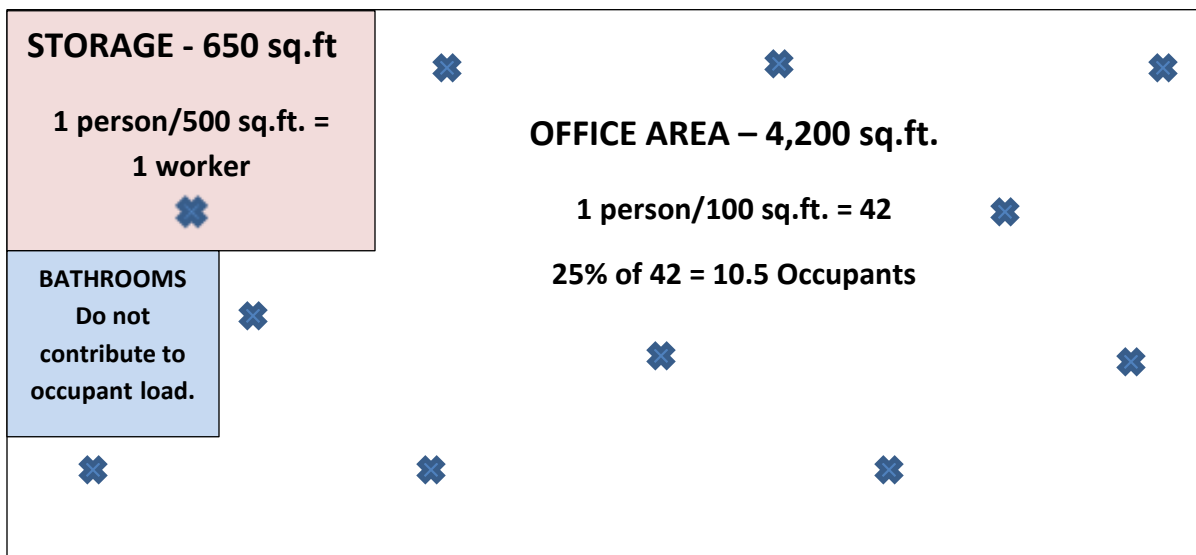 STORAGE - 650 sq.ft
1 person/500 sq.ft. =
1 worker
OFFICE AREA – 4,200 sq.ft.
1 person/100 sq.ft. = 42
25% of 42 = 10.5 Occupants
BATHROOMS
Do not
contribute to
occupant load.